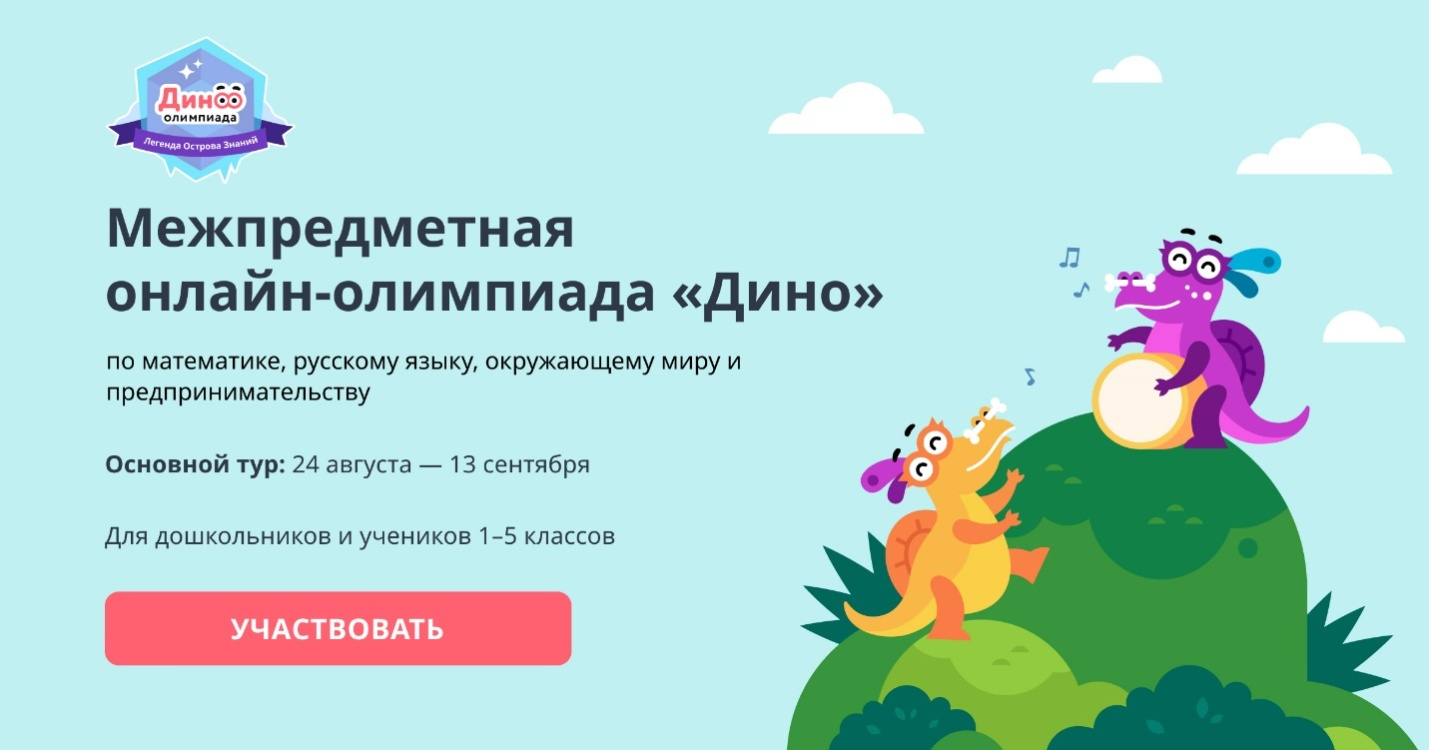 Дино
олимпиада
Легенда Острова Знаний
Межпредметная
онлайн-олимпиада «Дино»
по математике, русскому языку, окружающему миру и
предпринимательству
Основной тур: 24 августа — 13 сентября
Для дошкольников и учеников 1–5 классов
УЧАСТВОВАТЬ